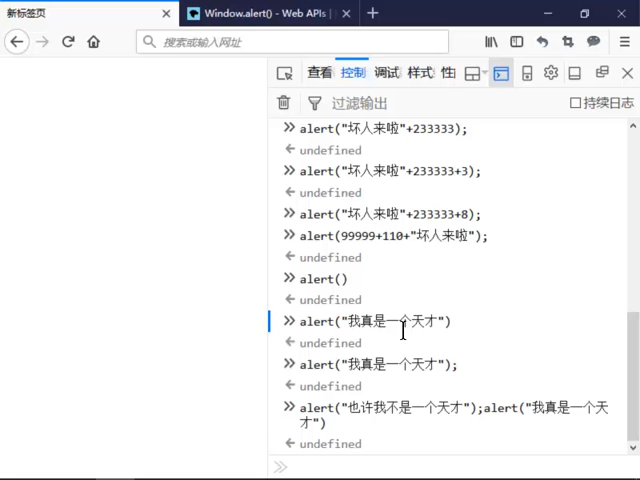 新标签页
Window.alert() - Web APIs
搜索或输入网址
查看 控制 调试 样式 性
过滤输出
持续日志
alert("坏人来啦"+233333);
undefined
alert("坏人来啦"+233333+3);
undefined
alert("坏人来啦"+233333+8);
alert(99999+110+"坏人来啦");
undefined
alert()
undefined
alert("我真是一个天才")
undefined
alert("我真是一个天才");
undefined
alert("也许我不是一个天才");alert("我真是一个天
才")
undefined